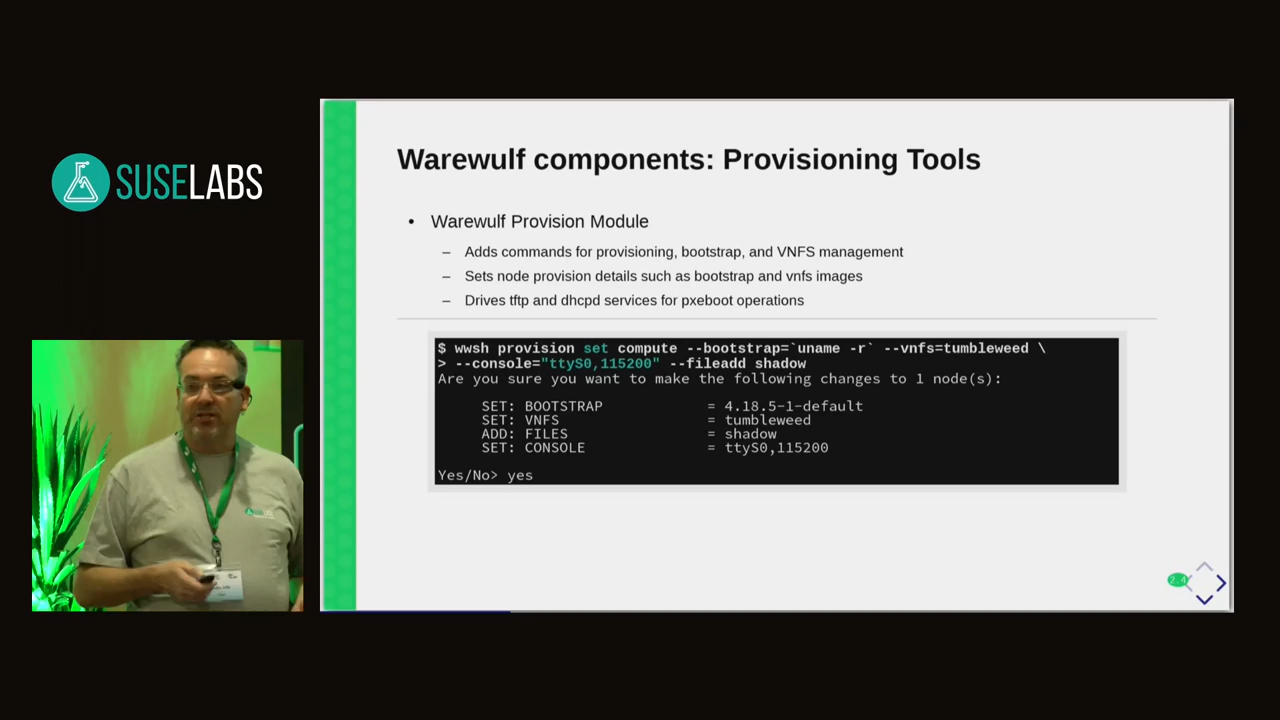 SUSELABS
Warewulf components: Provisioning Tools
• Warewulf Provision Module
– Adds commands for provisioning, bootstrap, and VNFS management
– Sets node provision details such as bootstrap and vnfs images
– Drives tftp and dhcpd services for pxeboot operations
$ wwsh provision set compute --bootstrap=`uname -r` --vnfs=tumbleweed \
> --console="ttyS0,115200" --fileadd shadow
Are you sure you want to make the following changes to 1 node(s):
SET: BOOTSTRAP = 4.18.5-1-default
SET: VNFS = tumbleweed
ADD: FILES = shadow
SET: CONSOLE = ttyS0,115200
Yes/No> yes
2.4